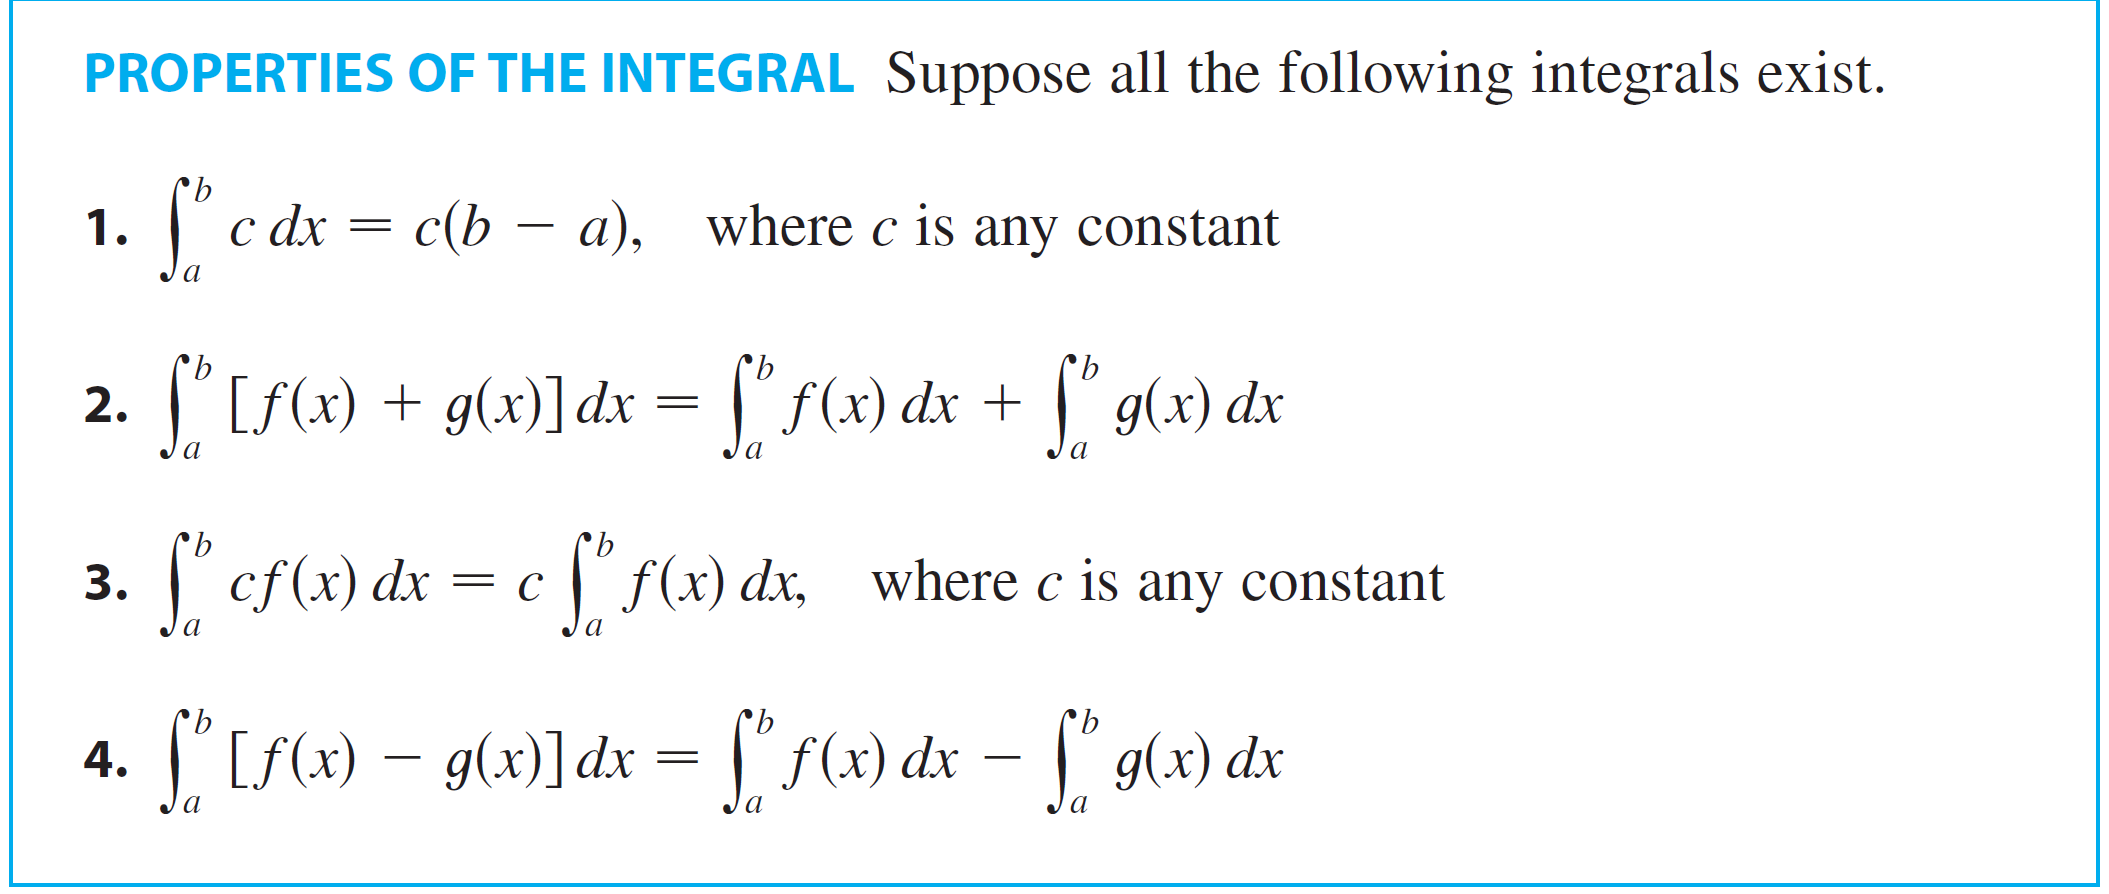 PROPERTIES OF THE INTEGRAL Suppose all the following integrals exist.
1. ∫_a^b c dx = c(b − a), where c is any constant
2. ∫_a^b [f(x) + g(x)] dx = ∫_a^b f(x) dx + ∫_a^b g(x) dx
3. ∫_a^b cf(x) dx = c ∫_a^b f(x) dx, where c is any constant
4. ∫_a^b [f(x) − g(x)] dx = ∫_a^b f(x) dx − ∫_a^b g(x) dx